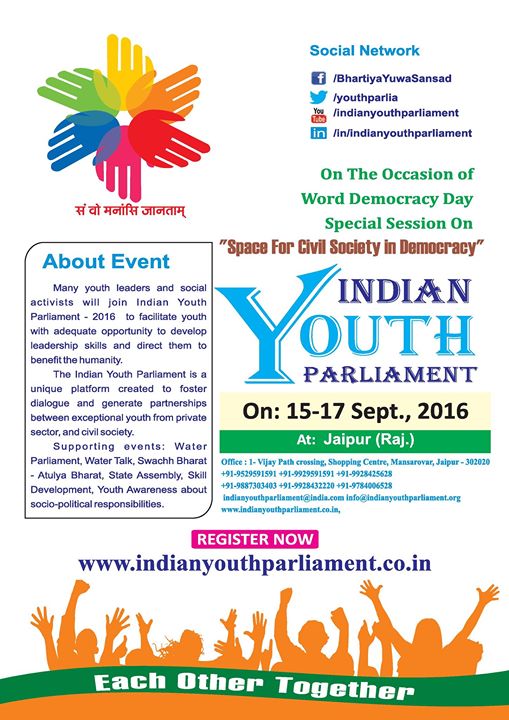 Social Network
/BhartiyaYuwaSansad
/youthparlia
You Tube /indianyouthparliament
in /in/indianyouthparliament
सं वो मनांसि जानताम्
On The Occasion of
Word Democracy Day
Special Session On
"Space For Civil Society in Democracy"
About Event
Many youth leaders and social
activists will join Indian Youth
Parliament - 2016 to facilitate youth
with adequate opportunity to develop
leadership skills and direct them to
benefit the humanity.
The Indian Youth Parliament is a
unique platform created to foster
dialogue and generate partnerships
between exceptional youth from private
sector, and civil society.
Supporting events: Water
Parliament, Water Talk, Swachh Bharat
- Atulya Bharat, State Assembly, Skill
Development, Youth Awareness about
socio-political responsibilities.
INDIAN
YOUTH
PARLIAMENT
On: 15-17 Sept., 2016
At: Jaipur (Raj.)
Office : 1- Vijay Path crossing, Shopping Centre, Mansarovar, Jaipur - 302020
+91-9529591591 +91-9929591591 +91-9928425628
+91-9887303403 +91-9928432220 +91-9784006528
indianyouthparliament@india.com info@indianyouthparliament.org
www.indianyouthparliament.co.in,
REGISTER NOW
www.indianyouthparliament.co.in
Each Other Together